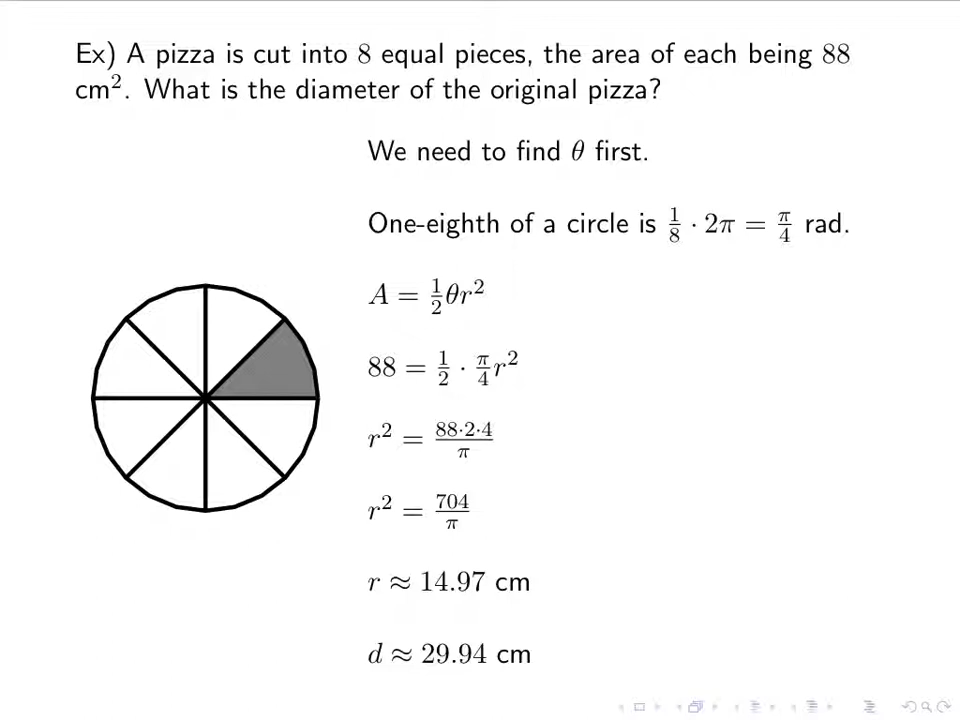 Ex) A pizza is cut into 8 equal pieces, the area of each being 88
cm². What is the diameter of the original pizza?
We need to find θ first.
One-eighth of a circle is 1/8 · 2π = π/4 rad.
A = 1/2 θr²
88 = 1/2 · π/4 r²
r² = 88·2·4/π
r² = 704/π
r ≈ 14.97 cm
d ≈ 29.94 cm